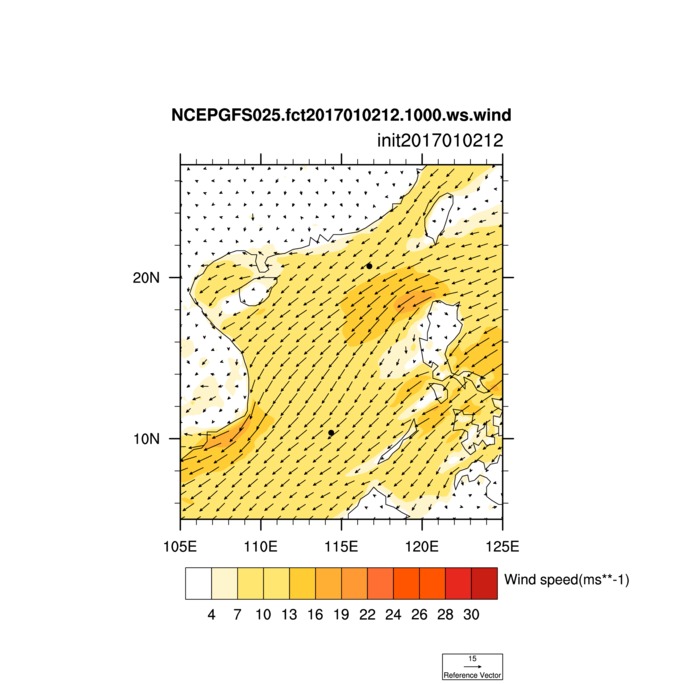 NCEPGFS025.fct2017010212.1000.ws.wind
init2017010212
20N
10N
105E 110E 115E 120E 125E
Wind speed(ms**-1)
4 7 10 13 16 19 22 24 26 28 30
15
Reference Vector